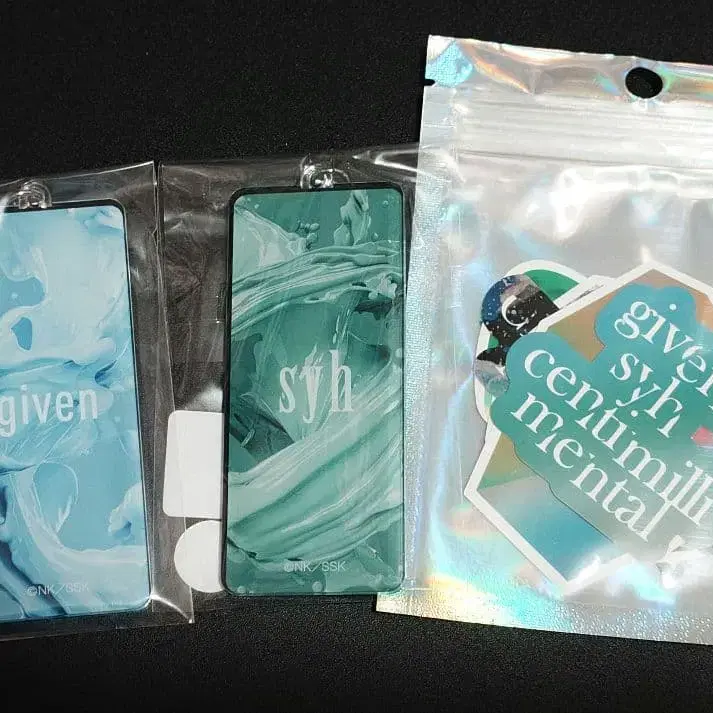 given
©NK/SSK
syh
©NK/SSK
given
syh
centimilli
mental